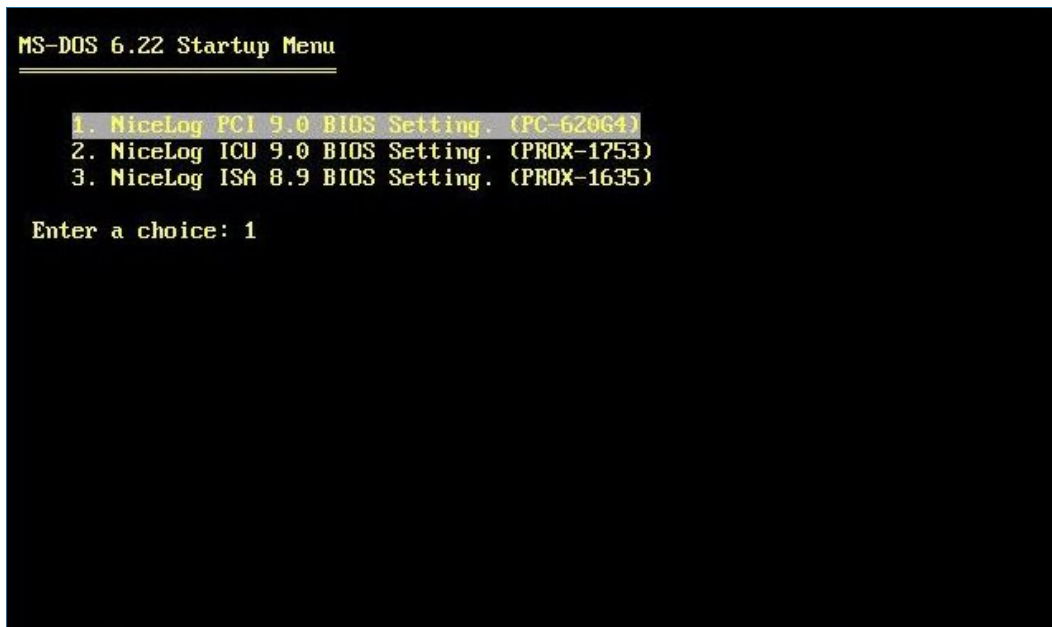 MS-DOS 6.22 Startup Menu
1. NiceLog PCI 9.0 BIOS Setting. (PC-620G4)
2. NiceLog ICU 9.0 BIOS Setting. (PROX-1753)
3. NiceLog ISA 8.9 BIOS Setting. (PROX-1635)
Enter a choice: 1